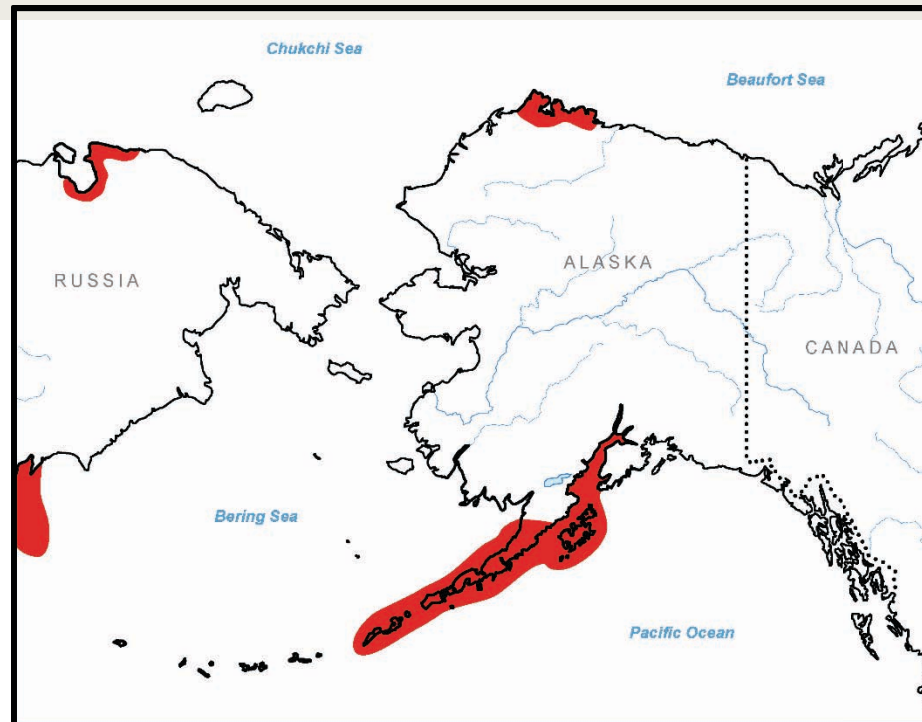 Chukchi Sea
Beaufort Sea
RUSSIA
ALASKA
CANADA
Bering Sea
Pacific Ocean